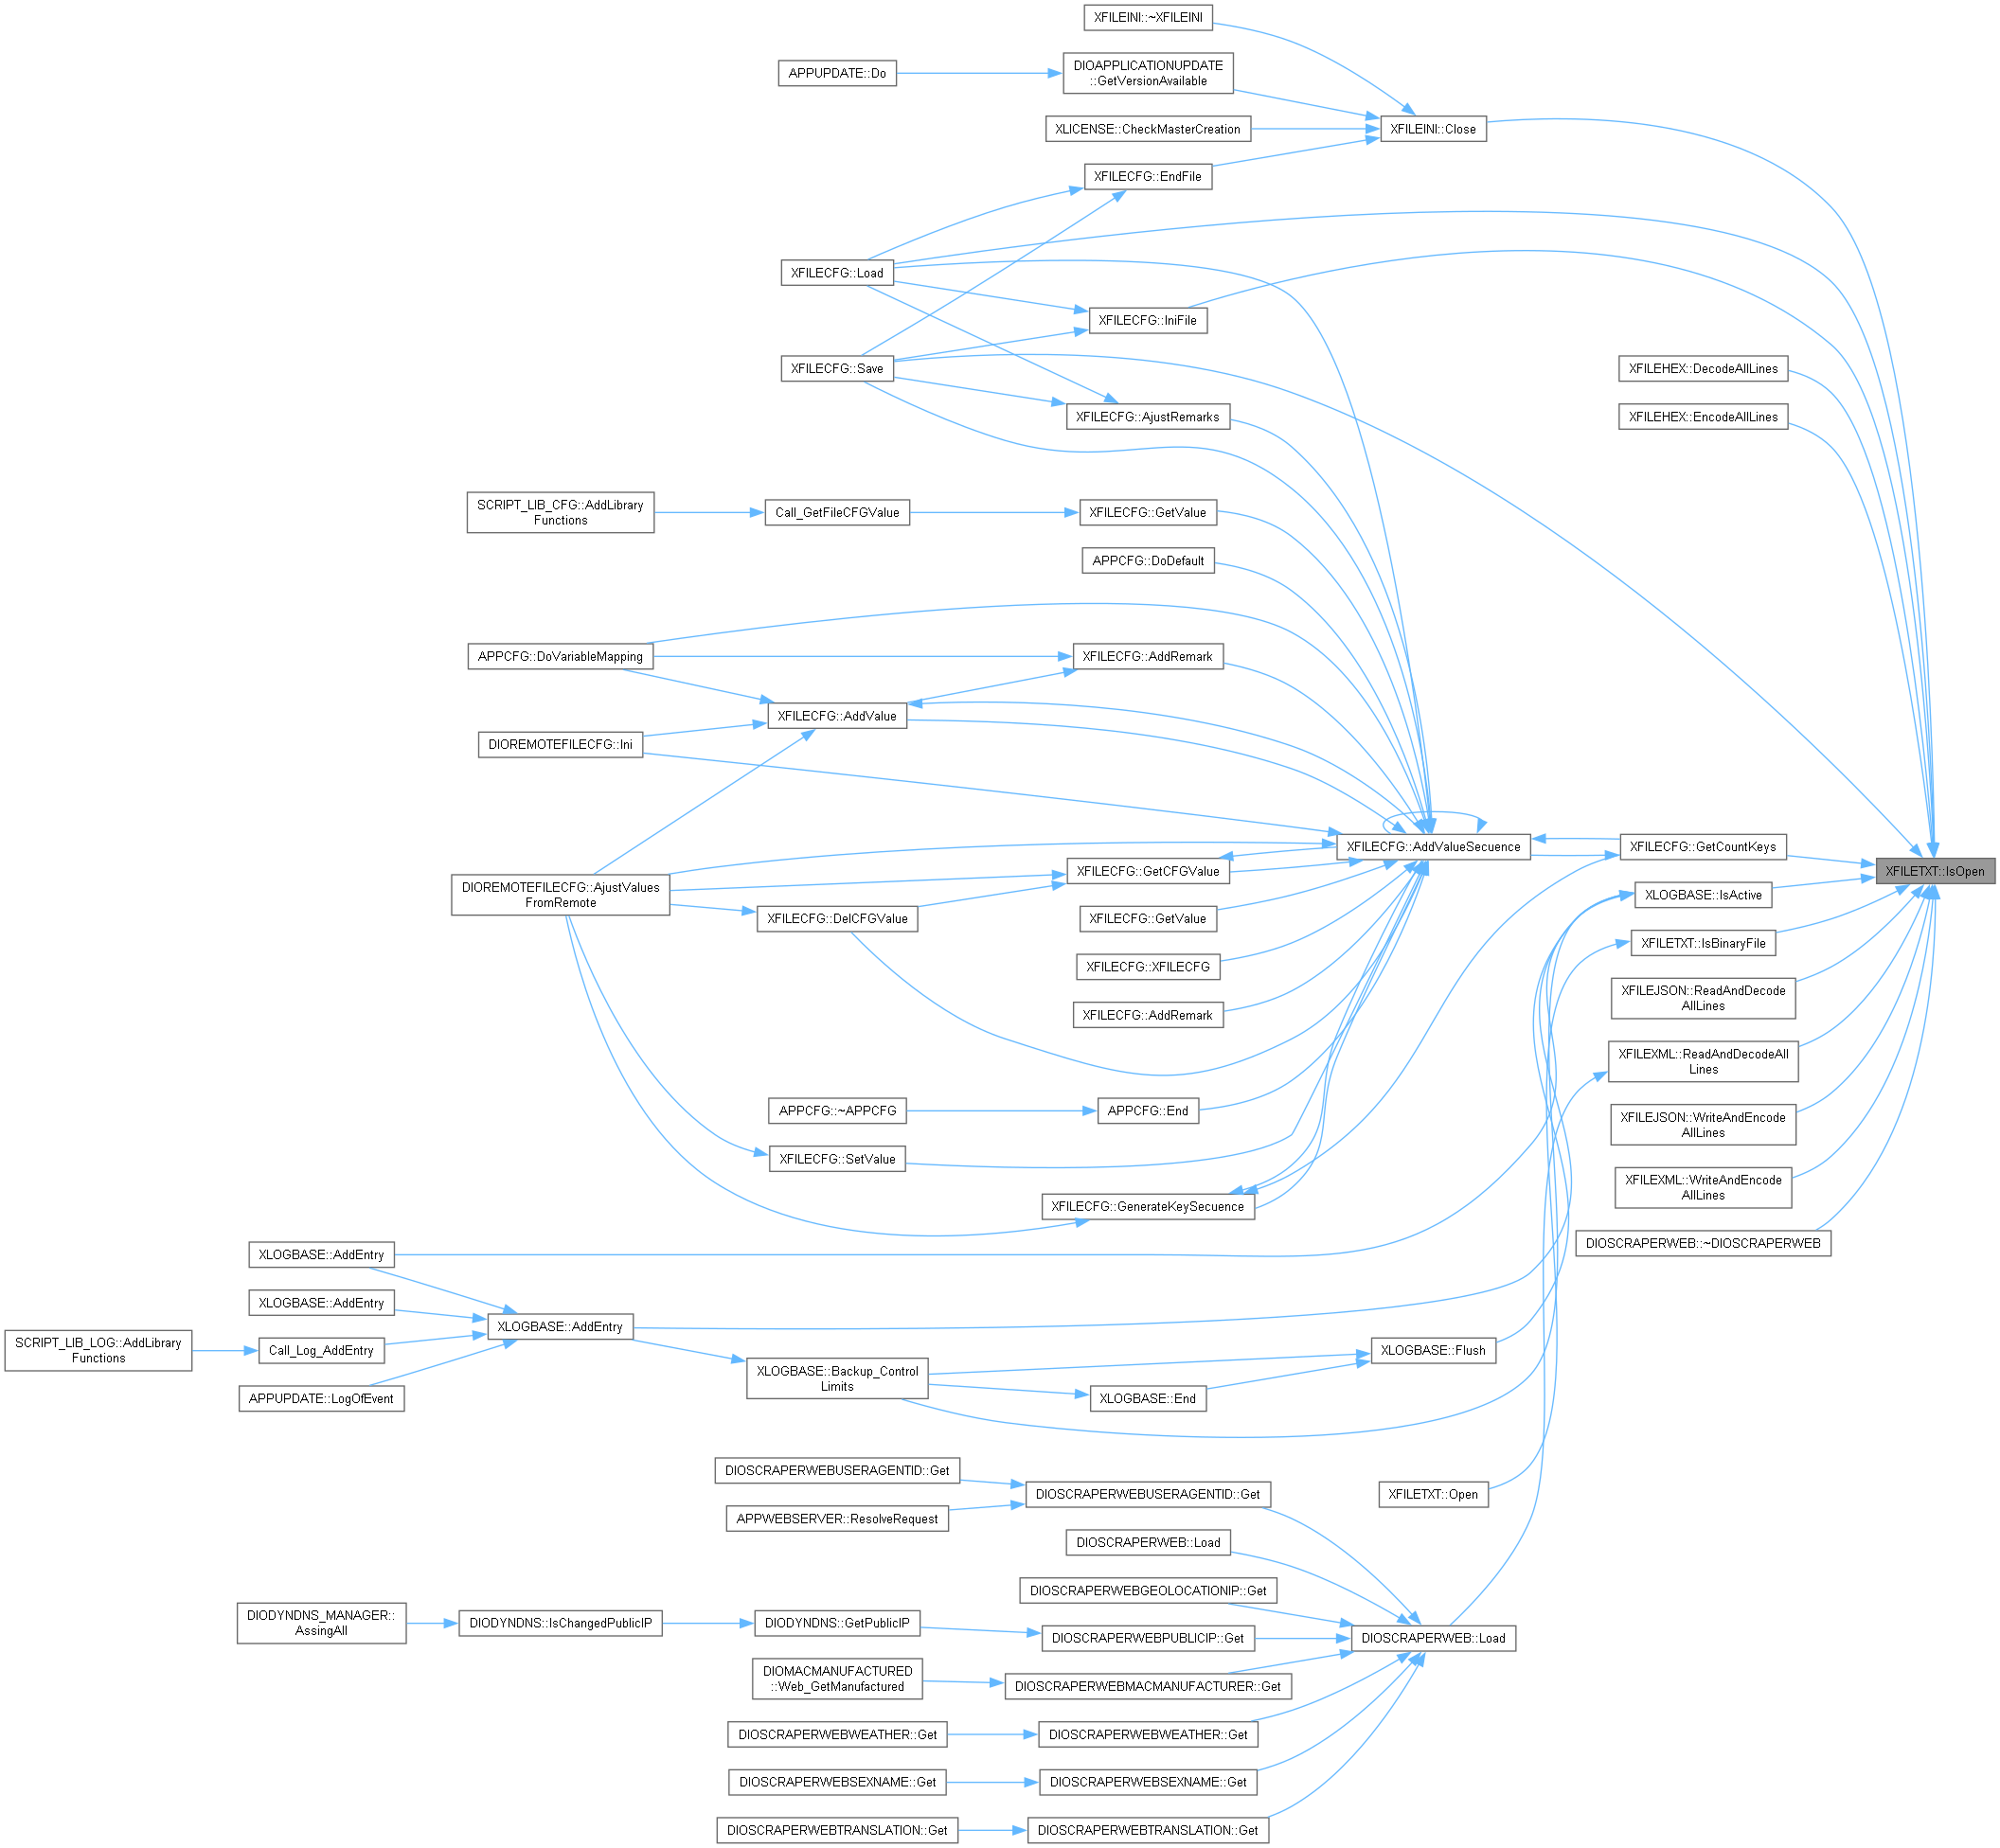 XFILEINI::~XFILEINI
DIOAPPLICATIONUPDATE
::GetVersionAvailable
APPUPDATE::Do
XFILEINI::Close
XLICENSE::CheckMasterCreation
XFILECFG::EndFile
XFILECFG::Load
XFILECFG::IniFile
XFILECFG::Save
XFILEHEX::DecodeAllLines
XFILECFG::AjustRemarks
XFILEHEX::EncodeAllLines
SCRIPT_LIB_CFG::AddLibrary
Functions
Call_GetFileCFGValue
XFILECFG::GetValue
APPCFG::DoDefault
APPCFG::DoVariableMapping
XFILECFG::AddRemark
XFILECFG::AddValue
DIOREMOTEFILECFG::Ini
XFILECFG::AddValueSecuence
XFILECFG::GetCountKeys
XFILETXT::IsOpen
DIOREMOTEFILECFG::AjustValues
FromRemote
XFILECFG::GetCFGValue
XLOGBASE::IsActive
XFILECFG::DelCFGValue
XFILECFG::GetValue
XFILETXT::IsBinaryFile
XFILECFG::XFILECFG
XFILEJSON::ReadAndDecode
AllLines
XFILECFG::AddRemark
XFILEXML::ReadAndDecodeAll
Lines
APPCFG::~APPCFG
APPCFG::End
XFILEJSON::WriteAndEncode
AllLines
XFILECFG::SetValue
XFILEXML::WriteAndEncode
AllLines
XFILECFG::GenerateKeySecuence
DIOSCRAPERWEB::~DIOSCRAPERWEB
XLOGBASE::AddEntry
XLOGBASE::AddEntry
XLOGBASE::AddEntry
SCRIPT_LIB_LOG::AddLibrary
Functions
Call_Log_AddEntry
XLOGBASE::Flush
XLOGBASE::Backup_Control
Limits
APPUPDATE::LogOfEvent
XLOGBASE::End
DIOSCRAPERWEBUSERAGENTID::Get
DIOSCRAPERWEBUSERAGENTID::Get
XFILETXT::Open
APPWEBSERVER::ResolveRequest
DIOSCRAPERWEB::Load
DIOSCRAPERWEBGEOLOCATIONIP::Get
DIODYNDNS_MANAGER::
AssingAll
DIODYNDNS::IsChangedPublicIP
DIODYNDNS::GetPublicIP
DIOSCRAPERWEBPUBLICIP::Get
DIOSCRAPERWEB::Load
DIOMACMANUFACTURED
::Web_GetManufactured
DIOSCRAPERWEBMACMANUFACTURER::Get
DIOSCRAPERWEBWEATHER::Get
DIOSCRAPERWEBWEATHER::Get
DIOSCRAPERWEBSEXNAME::Get
DIOSCRAPERWEBSEXNAME::Get
DIOSCRAPERWEBTRANSLATION::Get
DIOSCRAPERWEBTRANSLATION::Get